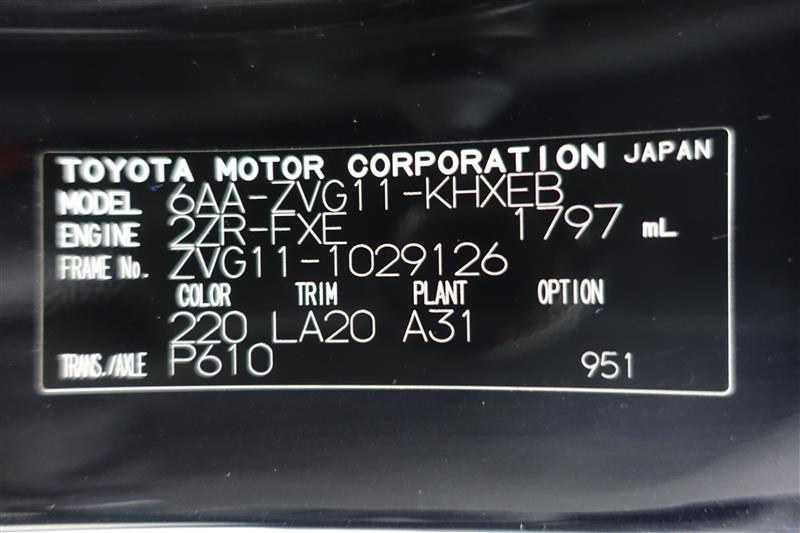 TOYOTA MOTOR CORPORATION JAPAN
MODEL 6AA-ZVG11-KHXEB
ENGINE 2ZR-FXE 1797 mL
FRAME No. ZVG11-1029126
COLOR TRIM PLANT OPTION
220 LA20 A31
TRANS./AXLE P610 951